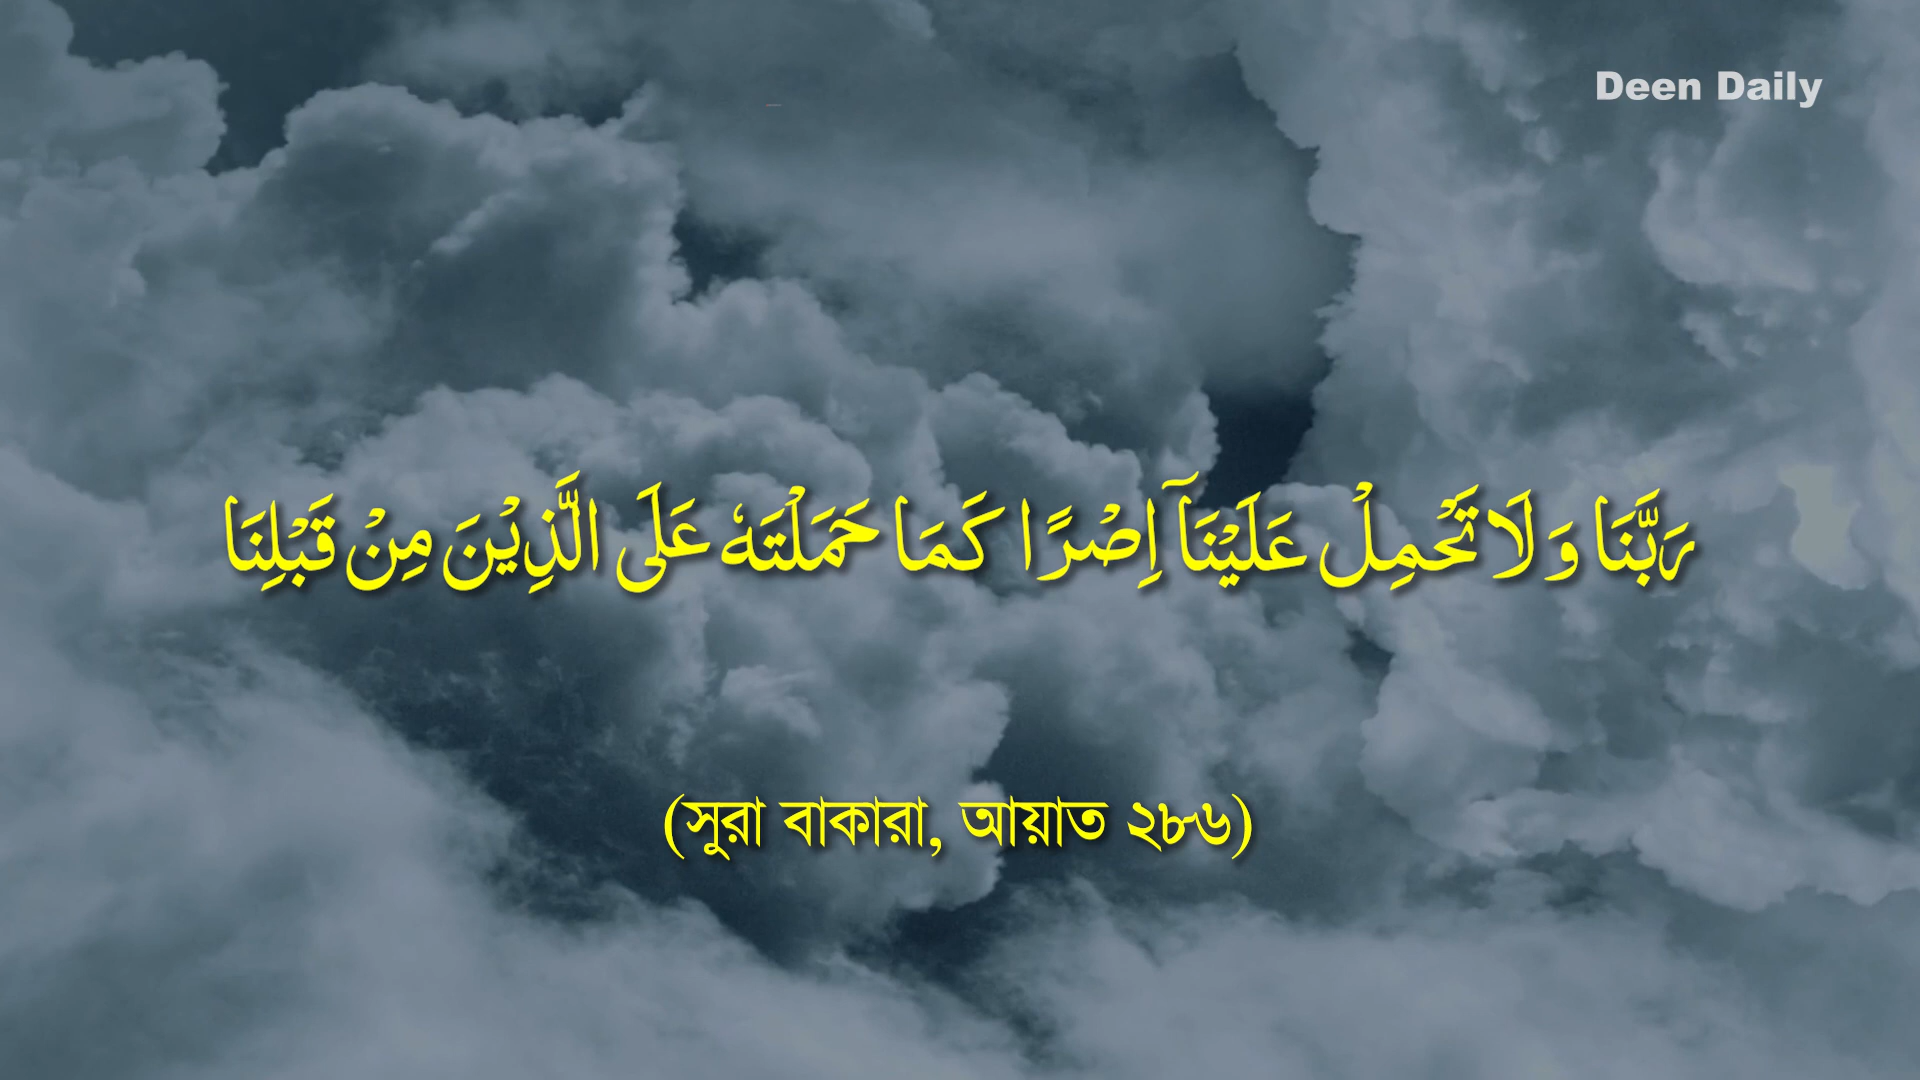 Deen Daily
رَبَّنَا وَلَا تَحْمِلْ عَلَيْنَآ اِصْرًا كَمَا حَمَلْتَهٗ عَلَى الَّذِيْنَ مِنْ قَبْلِنَا
(সুরা বাকারা, আয়াত ২৮৬)